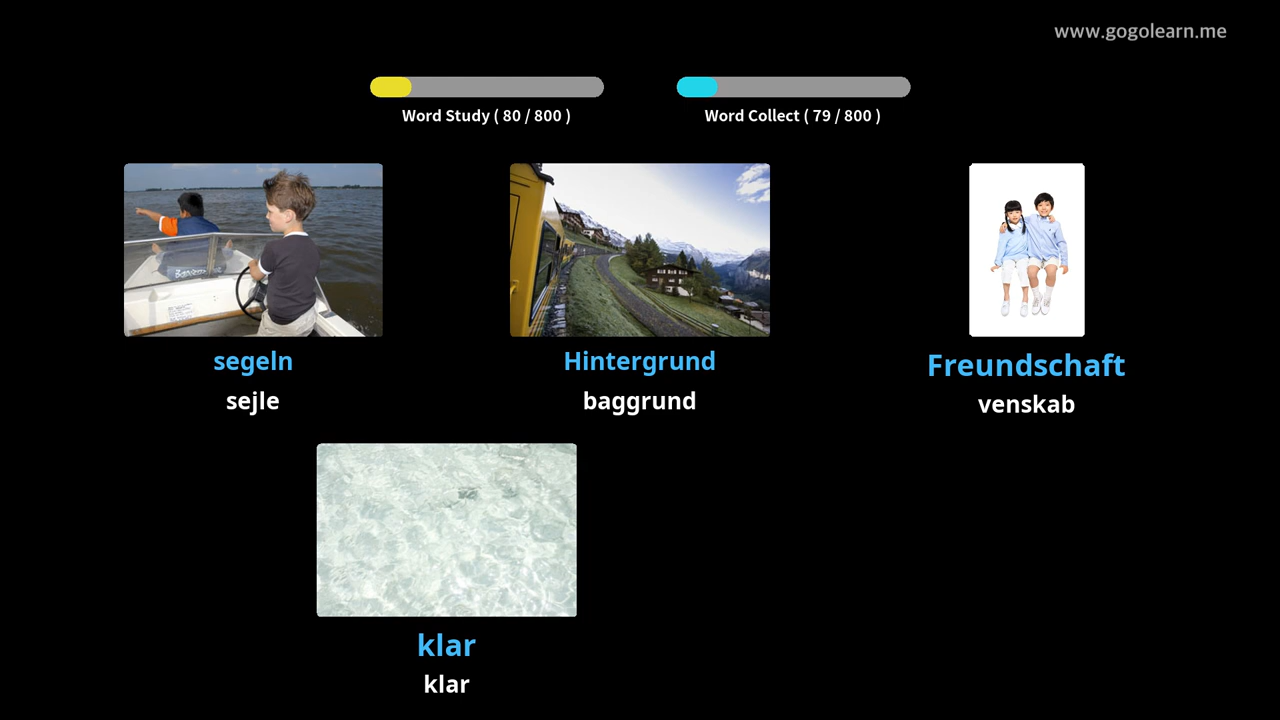 www.gogolearn.me
Word Study ( 80 / 800 )
Word Collect ( 79 / 800 )
segeln
sejle
Hintergrund
baggrund
Freundschaft
venskab
klar
klar